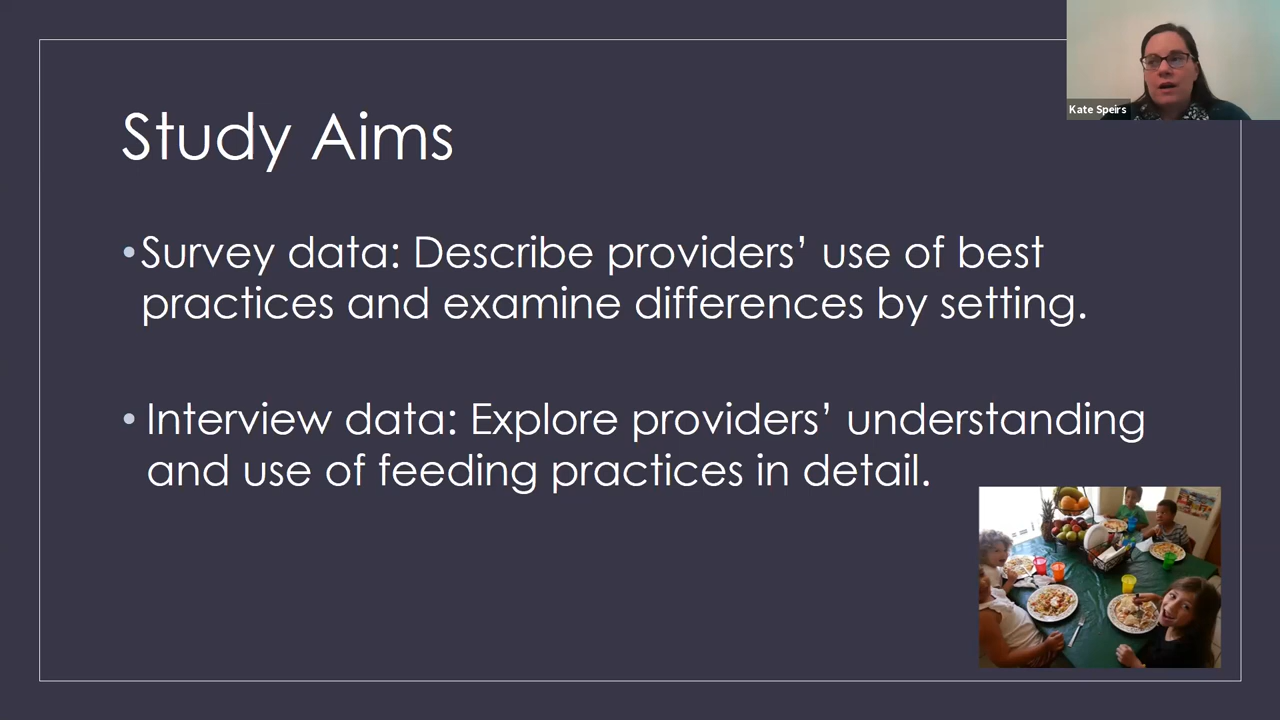 Kate Speirs
Study Aims
•Survey data: Describe providers’ use of best
practices and examine differences by setting.
• Interview data: Explore providers’ understanding
and use of feeding practices in detail.